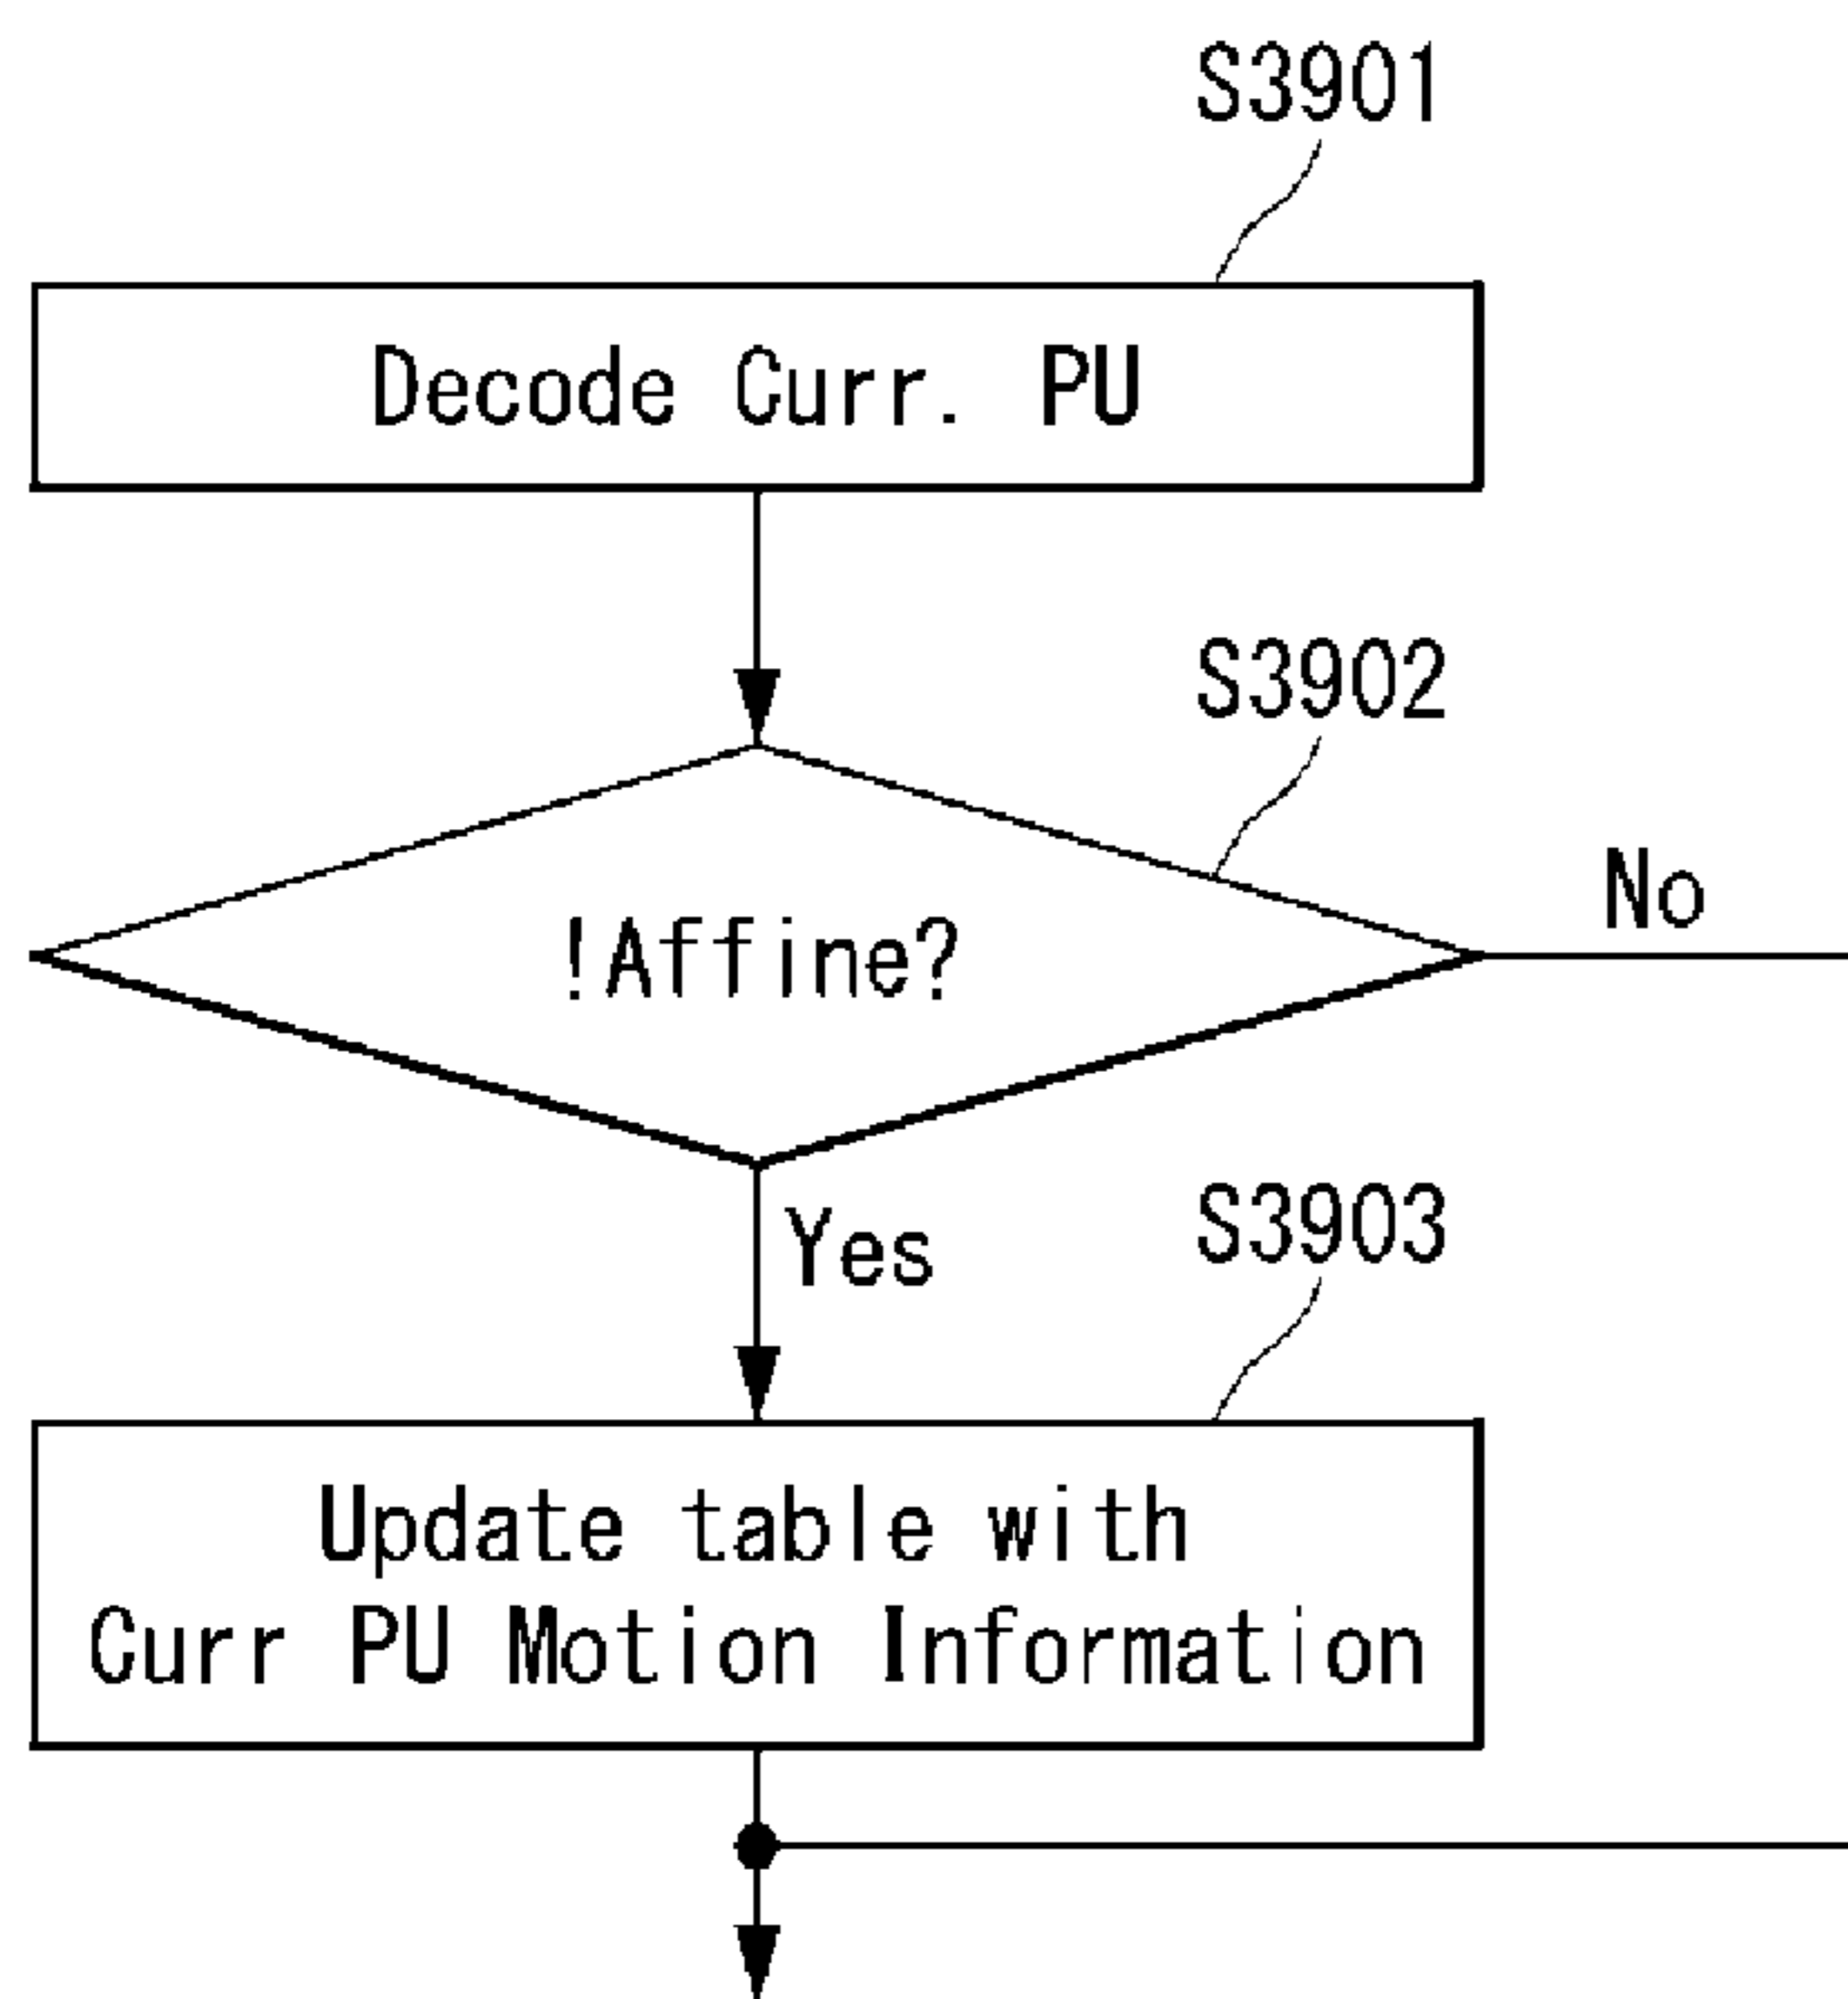 S3901
Decode Curr. PU
S3902
!Affine?
No
Yes
S3903
Update table with
Curr PU Motion Information